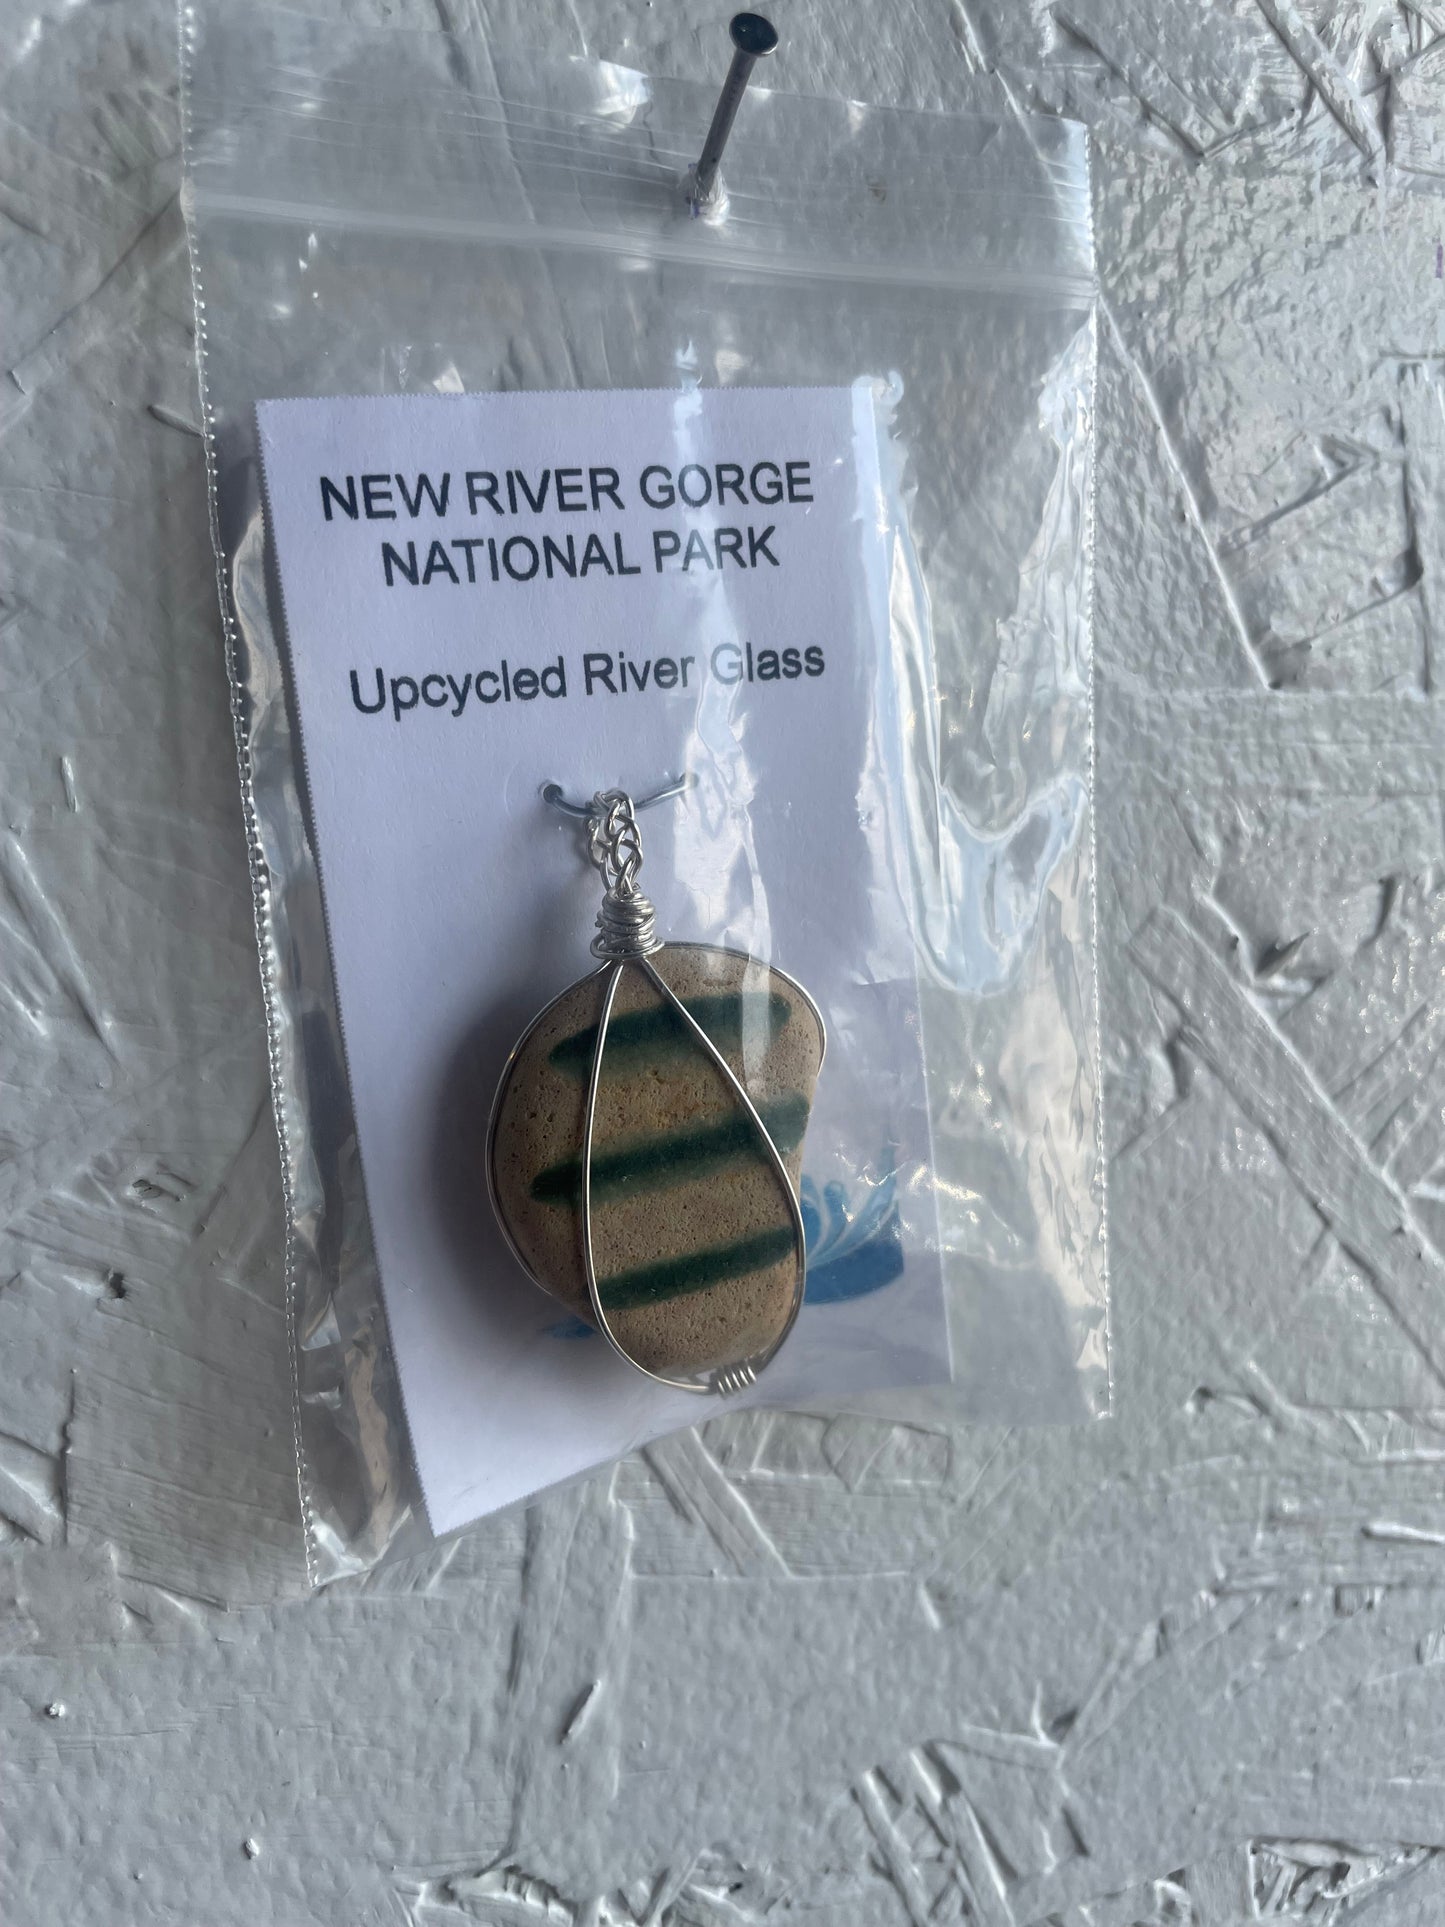 NEW RIVER GORGE
NATIONAL PARK
Upcycled River Glass